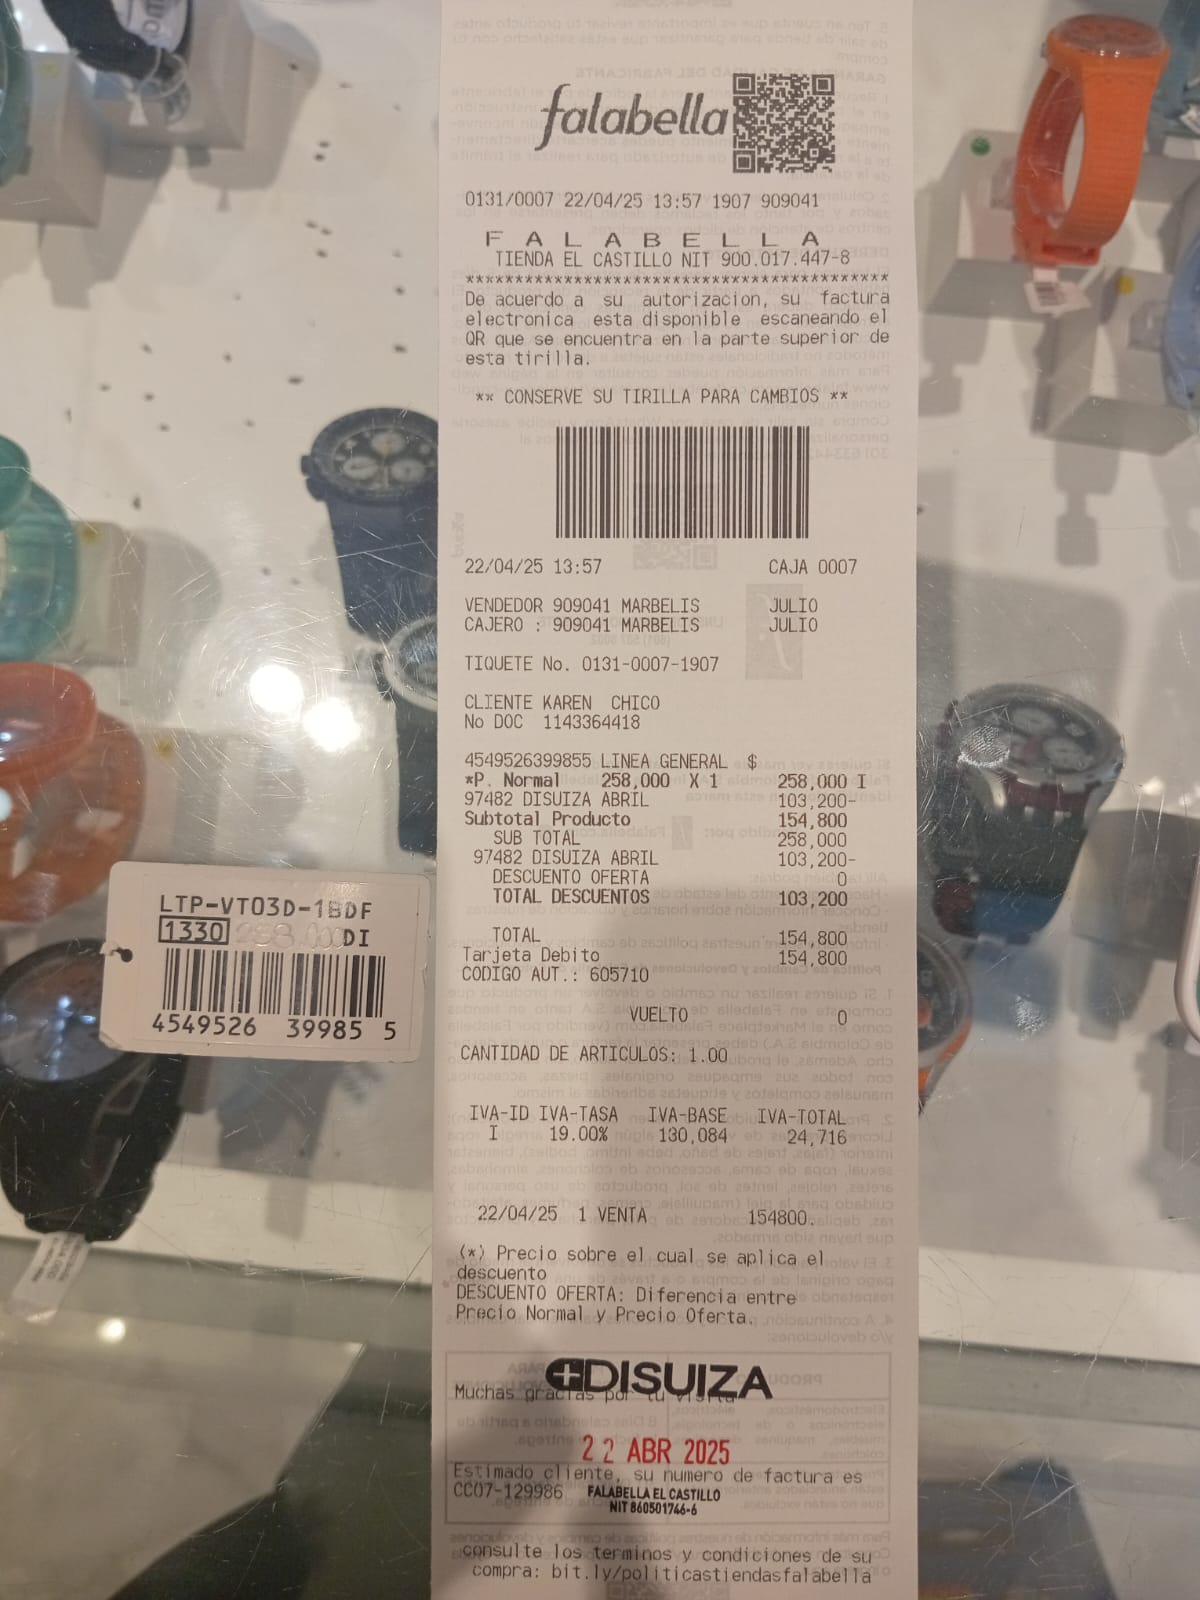 falabella
0131/0007 22/04/25 13:57 1907 909041
F A L A B E L L A
TIENDA EL CASTILLO NIT 900.017.447-8
*******************************************
De acuerdo a su autorizacion, su factura
electronica esta disponible escaneando el
QR que se encuentra en la parte superior de
esta tirilla.
** CONSERVE SU TIRILLA PARA CAMBIOS **
22/04/25 13:57 CAJA 0007
VENDEDOR 909041 MARBELIS JULIO
CAJERO : 909041 MARBELIS JULIO
TIQUETE No. 0131-0007-1907
CLIENTE KAREN CHICO
No DOC 1143364418
4549526399855 LINEA GENERAL $
*P. Normal 258,000 X 1 258,000 I
97482 DISUIZA ABRIL 103,200-
Subtotal Producto 154,800
SUB TOTAL 258,000
97482 DISUIZA ABRIL 103,200-
DESCUENTO OFERTA 0
TOTAL DESCUENTOS 103,200
TOTAL 154,800
Tarjeta Debito 154,800
CODIGO AUT.: 605710
VUELTO 0
CANTIDAD DE ARTICULOS: 1.00
IVA-ID IVA-TASA IVA-BASE IVA-TOTAL
I 19.00% 130,084 24,716
22/04/25 1 VENTA 154800.
(*) Precio sobre el cual se aplica el
descuento
DESCUENTO OFERTA: Diferencia entre
Precio Normal y Precio Oferta.
DISUIZA
Muchas gracias por tu visita
22 ABR 2025
Estimado cliente, su numero de factura es
CC07-129986 FALABELLA EL CASTILLO
NIT 860501746-6
consulte los terminos y condiciones de su
compra: bit.ly/politicastiendasfalabella
LTP-VT03D-1BDF
1330 258.000 DI
4549526 39985 5